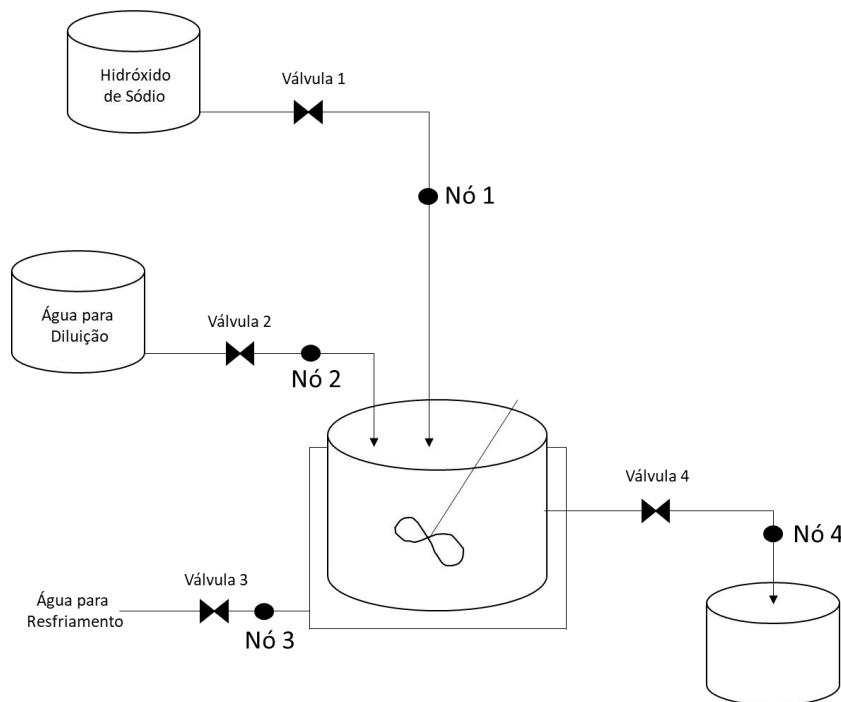 Hidróxido
de Sódio
Válvula 1
Nó 1
Água para
Diluição
Válvula 2
Nó 2
Válvula 4
Nó 4
Válvula 3
Água para
Resfriamento
Nó 3